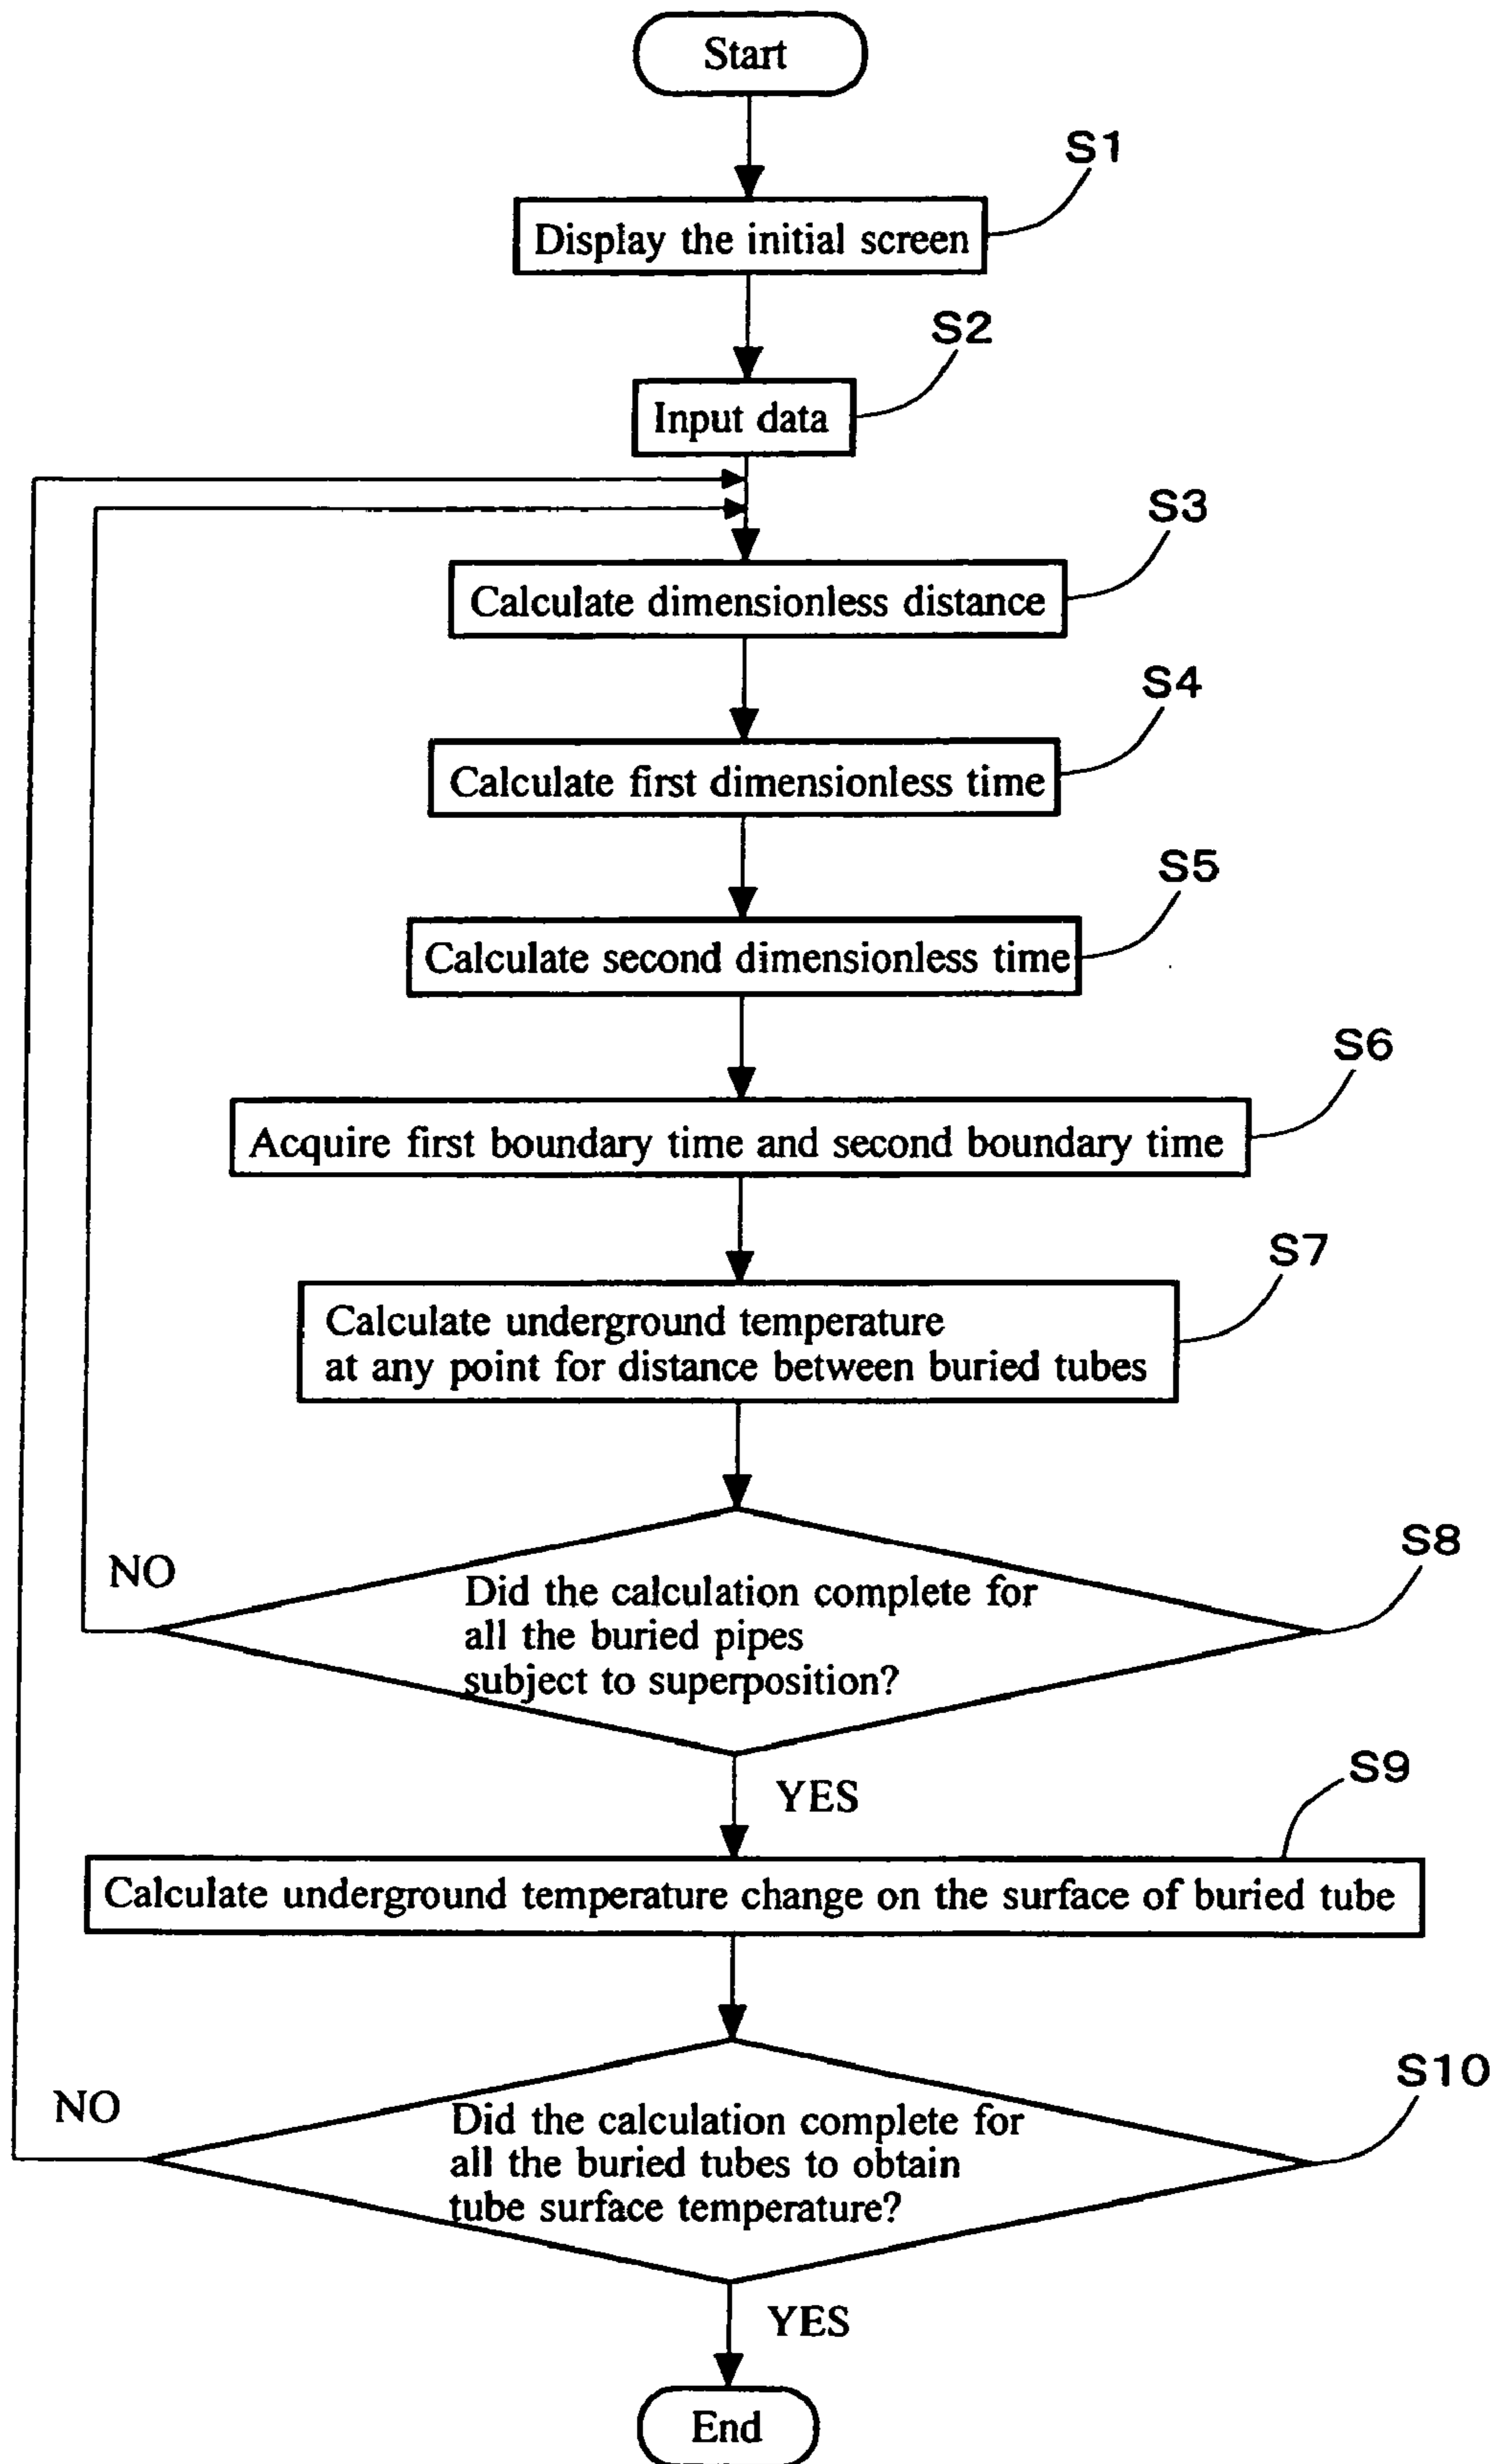 Start
S1
Display the initial screen
S2
Input data
S3
Calculate dimensionless distance
S4
Calculate first dimensionless time
S5
Calculate second dimensionless time
S6
Acquire first boundary time and second boundary time
S7
Calculate underground temperature
at any point for distance between buried tubes
S8
NO
Did the calculation complete for
all the buried pipes
subject to superposition?
YES
S9
Calculate underground temperature change on the surface of buried tube
S10
NO
Did the calculation complete for
all the buried tubes to obtain
tube surface temperature?
YES
End